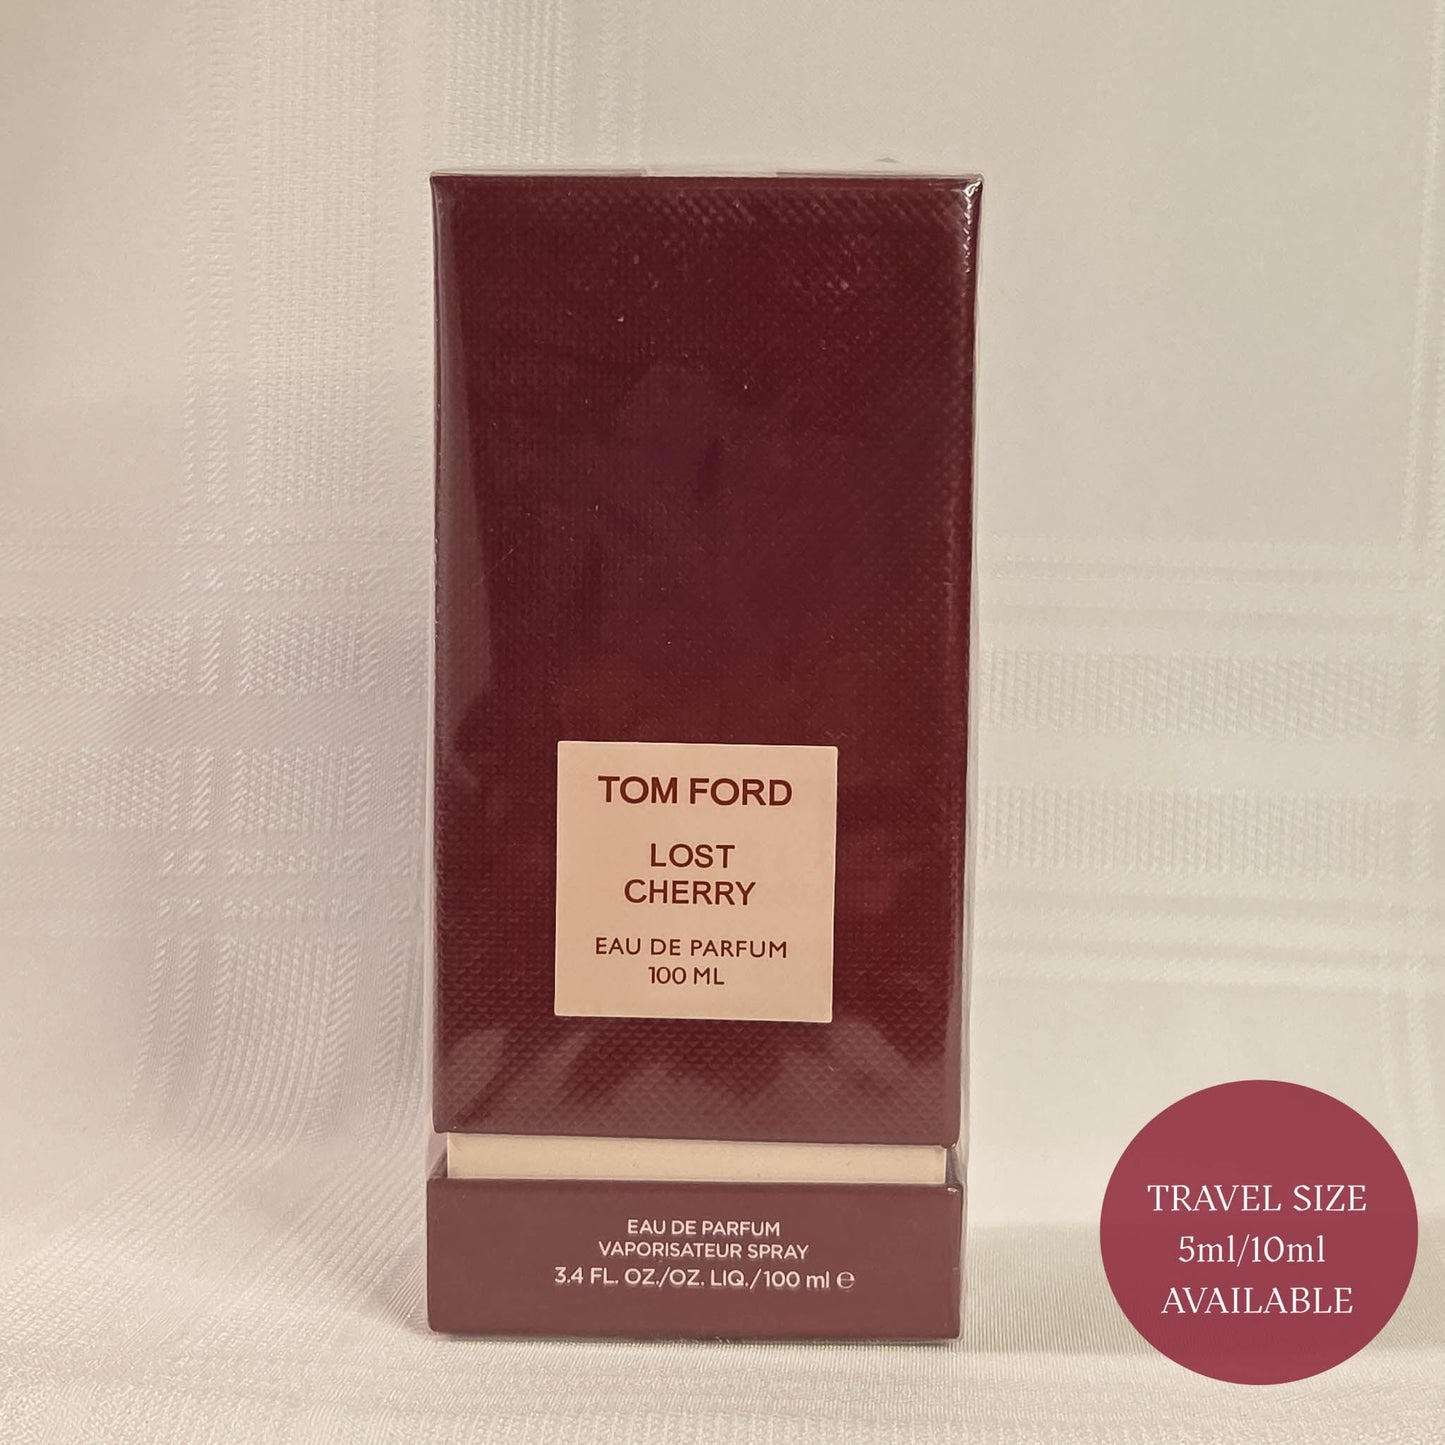 TOM FORD
LOST
CHERRY
EAU DE PARFUM
100 ML
EAU DE PARFUM
VAPORISATEUR SPRAY
3.4 FL. OZ./OZ. LIQ./100 ml ℮
TRAVEL SIZE
5ml/10ml
AVAILABLE